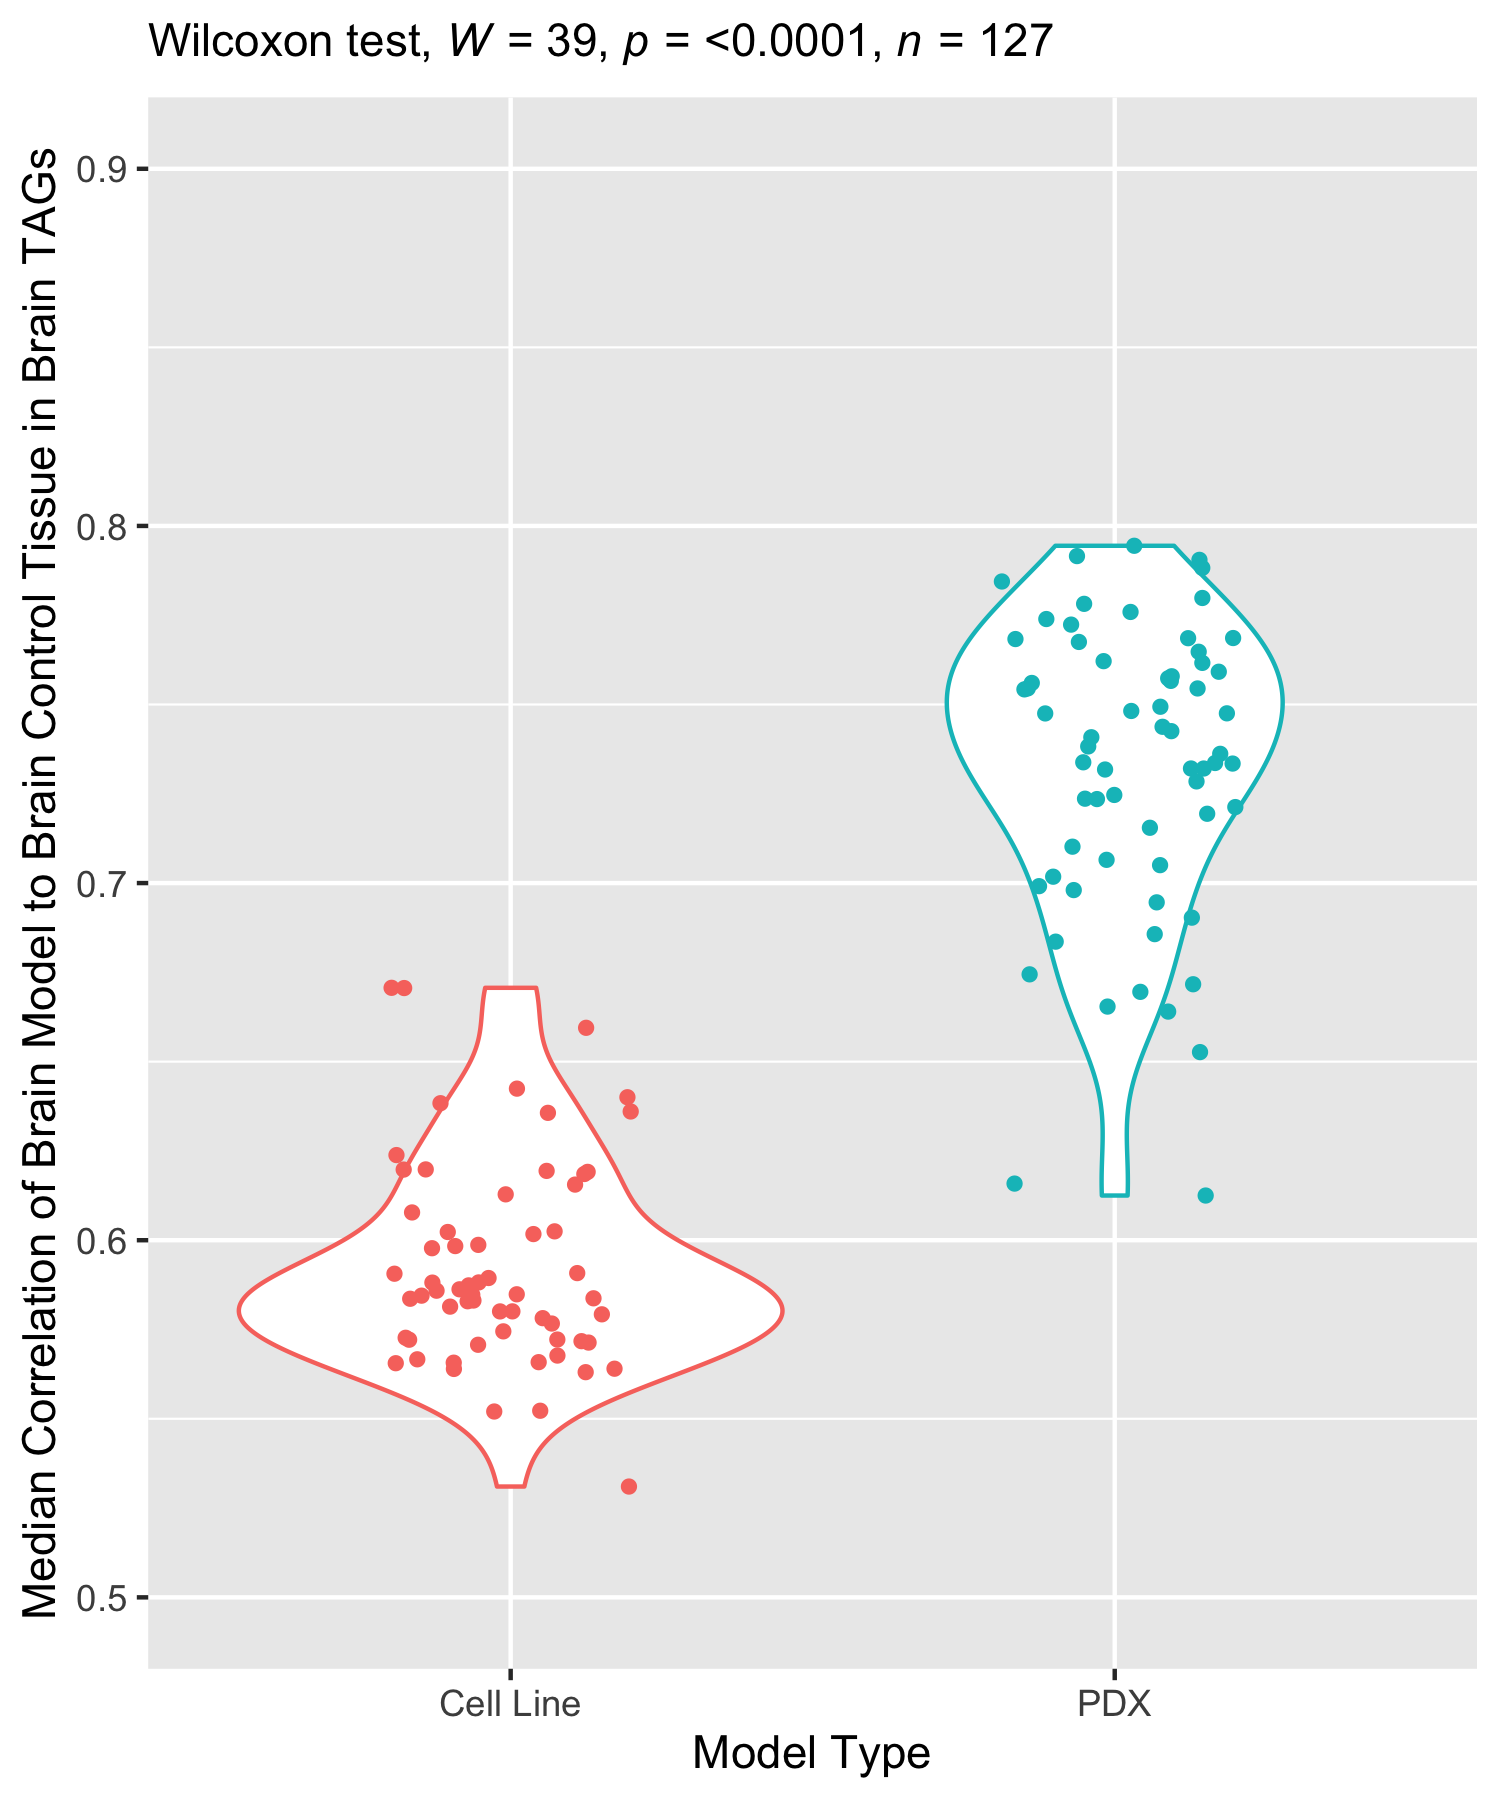 Wilcoxon test, W = 39, p = <0.0001, n = 127
Median Correlation of Brain Model to Brain Control Tissue in Brain TAGs
0.9
0.8
0.7
0.6
0.5
Cell Line
PDX
Model Type